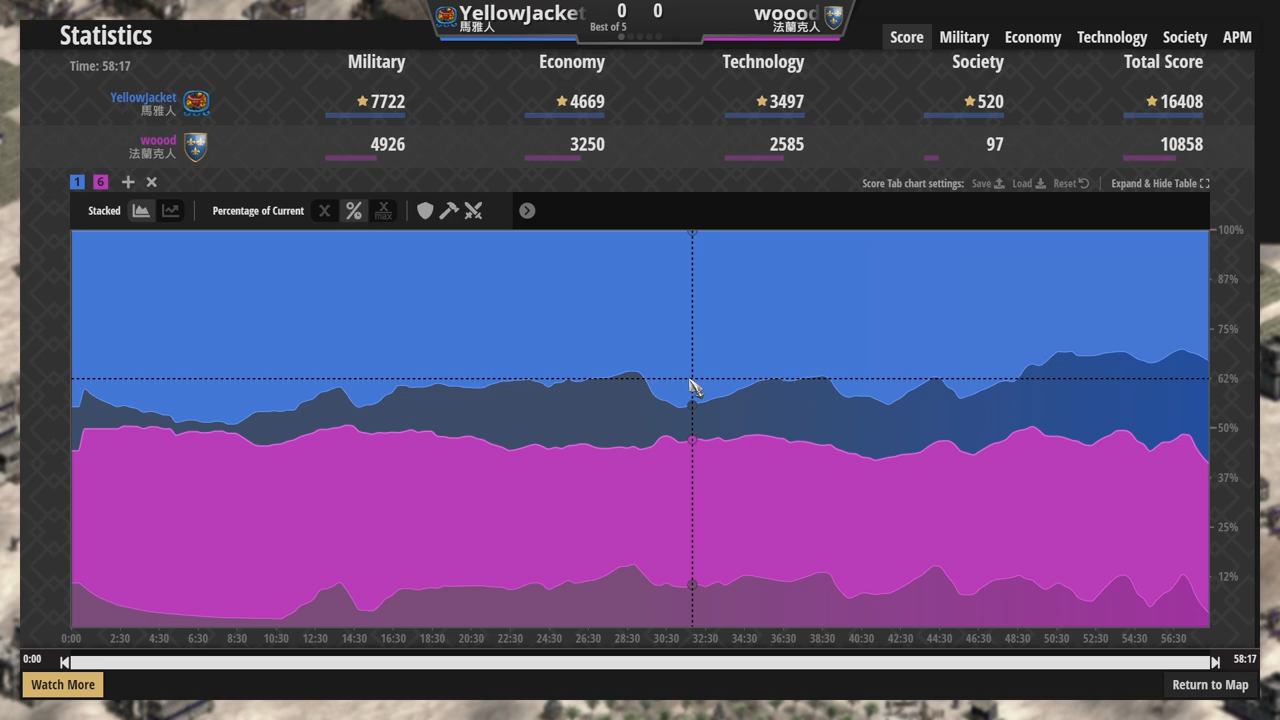 YellowJacket 0 0 woood
馬雅人 Best of 5 法蘭克人
Statistics
Score Military Economy Technology Society APM
Time: 58:17
Military Economy Technology Society Total Score
YellowJacket
馬雅人
7722 4669 3497 520 16408
woood
法蘭克人
4926 3250 2585 97 10858
1 6
Score Tab chart settings: Save Load Reset Expand & Hide Table
Stacked Percentage of Current X % X max
100%
87%
75%
62%
50%
37%
25%
12%
0:00 2:30 4:30 6:30 8:30 10:30 12:30 14:30 16:30 18:30 20:30 22:30 24:30 26:30 28:30 30:30 32:30 34:30 36:30 38:30 40:30 42:30 44:30 46:30 48:30 50:30 52:30 54:30 56:30
0:00 58:17
Watch More Return to Map